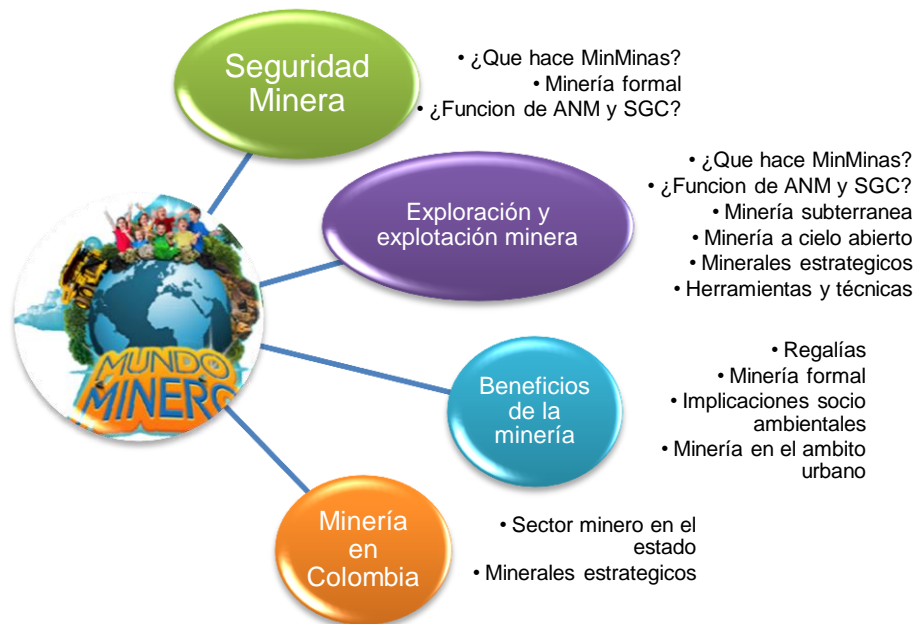 Seguridad
Minera
• ¿Que hace MinMinas?
• Minería formal
• ¿Funcion de ANM y SGC?
Exploración y
explotación minera
• ¿Que hace MinMinas?
• ¿Funcion de ANM y SGC?
• Minería subterranea
• Minería a cielo abierto
• Minerales estrategicos
• Herramientas y técnicas
MUNDO
MINERO
Beneficios
de la
minería
• Regalías
• Minería formal
• Implicaciones socio
ambientales
• Minería en el ambito
urbano
Minería
en
Colombia
• Sector minero en el
estado
• Minerales estrategicos